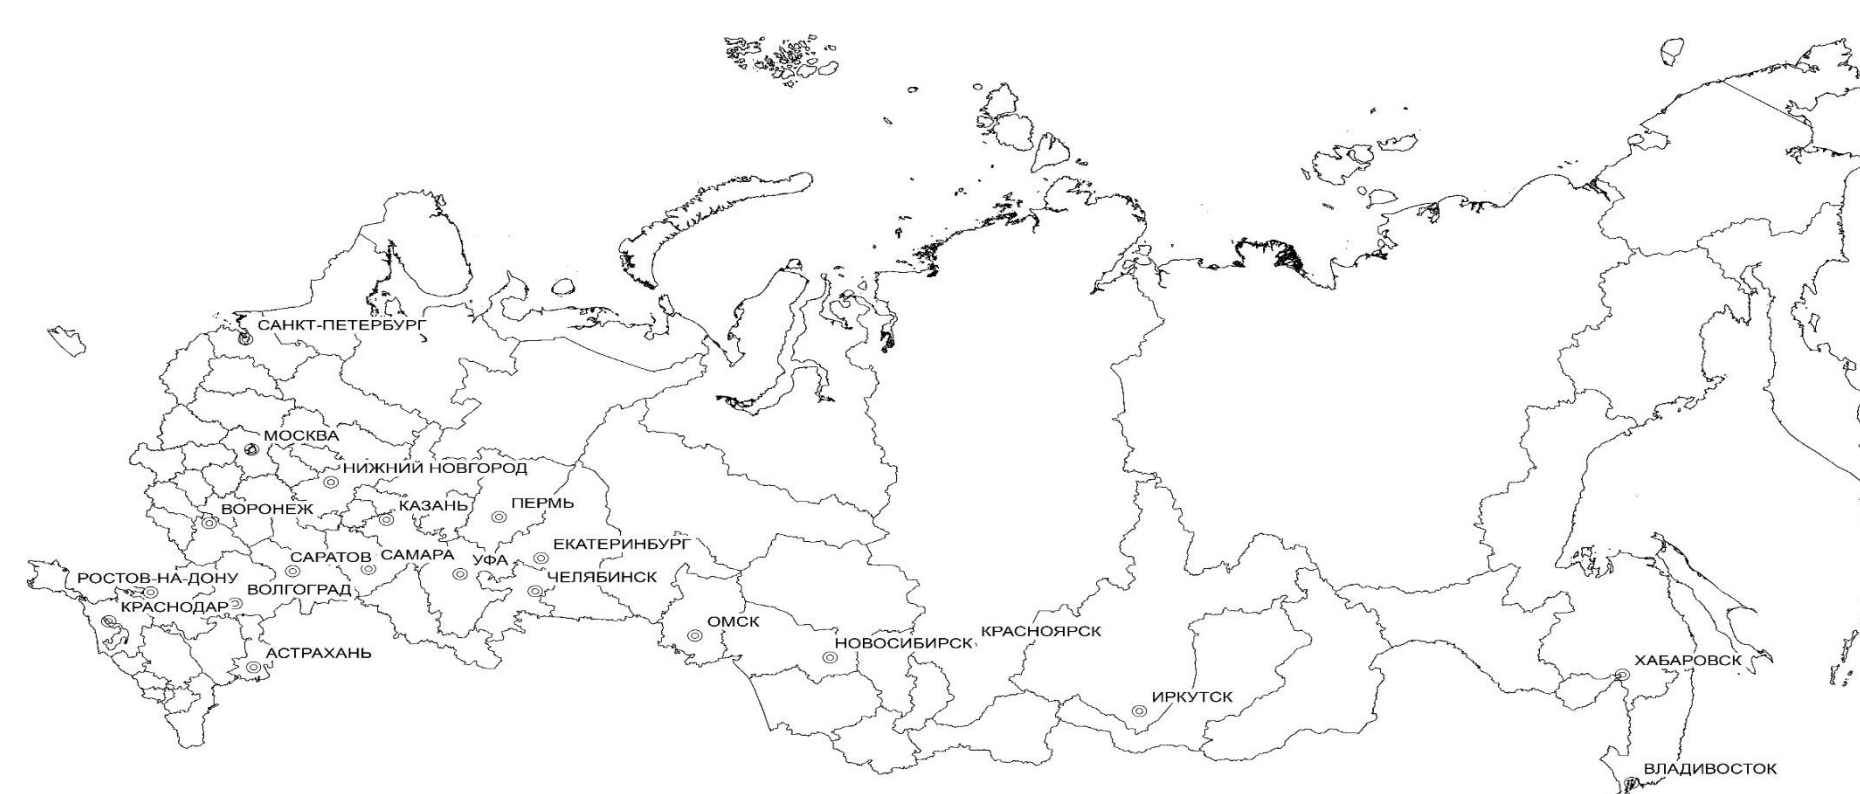 САНКТ-ПЕТЕРБУРГ
МОСКВА
НИЖНИЙ НОВГОРОД
ВОРОНЕЖ
КАЗАНЬ
ПЕРМЬ
ЕКАТЕРИНБУРГ
САРАТОВ
САМАРА
УФА
ЧЕЛЯБИНСК
РОСТОВ-НА-ДОНУ
ВОЛГОГРАД
КРАСНОДАР
ОМСК
КРАСНОЯРСК
НОВОСИБИРСК
АСТРАХАНЬ
ХАБАРОВСК
ИРКУТСК
ВЛАДИВОСТОК